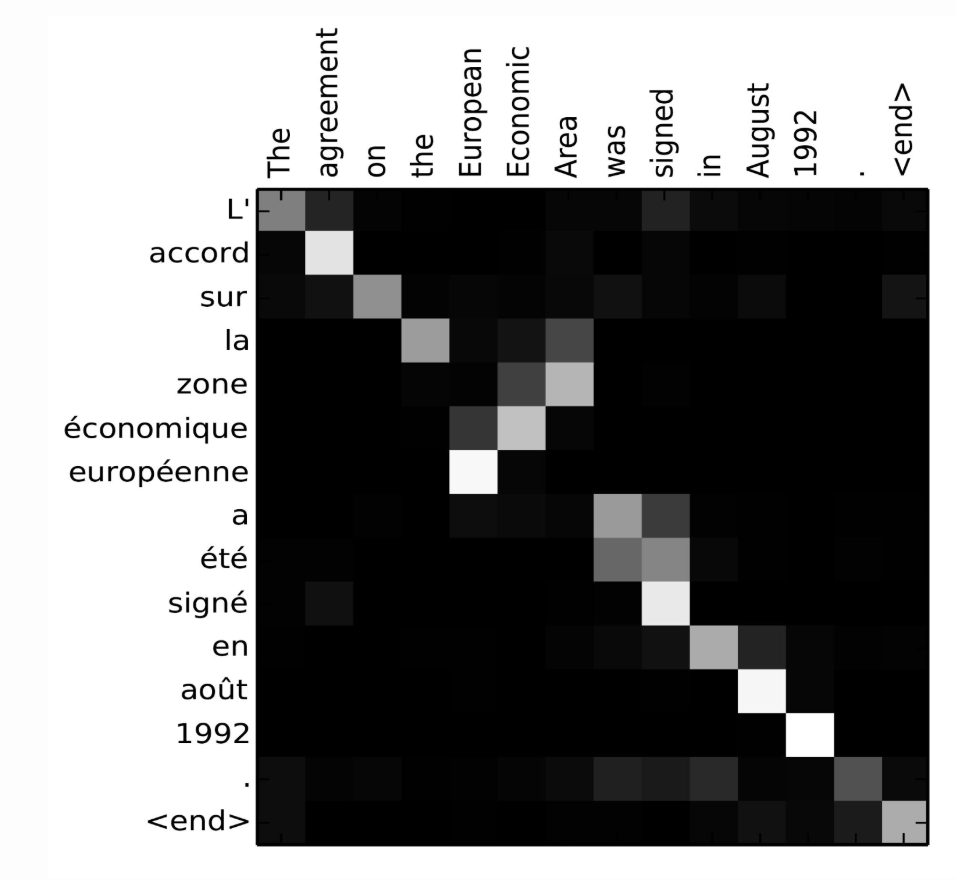 The agreement on the European Economic Area was signed in August 1992 . <end>
L'
accord
sur
la
zone
économique
européenne
a
été
signé
en
août
1992
.
<end>